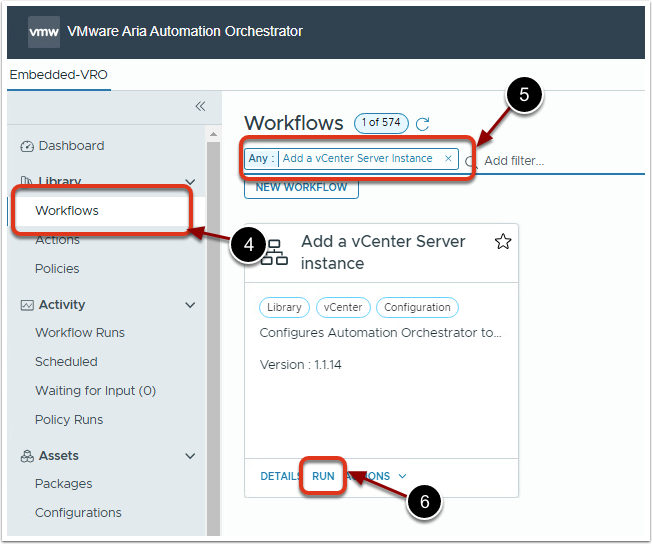 vmw VMware Aria Automation Orchestrator
Embedded-VRO
Dashboard
Library
Workflows
Actions
Policies
Activity
Workflow Runs
Scheduled
Waiting for Input (0)
Policy Runs
Assets
Packages
Configurations
Workflows 1 of 574
Any : Add a vCenter Server Instance × Add filter...
NEW WORKFLOW
Add a vCenter Server
instance
Library vCenter Configuration
Configures Automation Orchestrator to...
Version : 1.1.14
DETAILS RUN ACTIONS
4
5
6